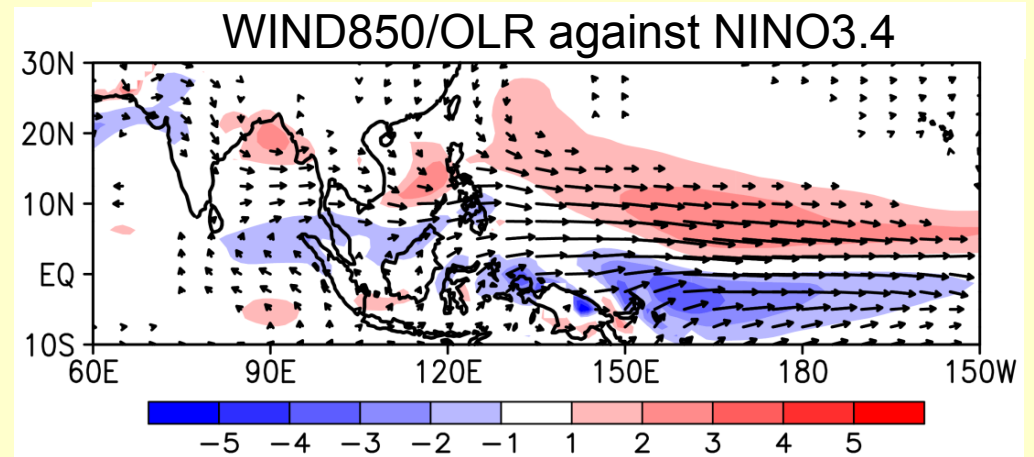 WIND850/OLR against NINO3.4
30N
20N
10N
EQ
10S
60E 90E 120E 150E 180 150W
-5 -4 -3 -2 -1 1 2 3 4 5